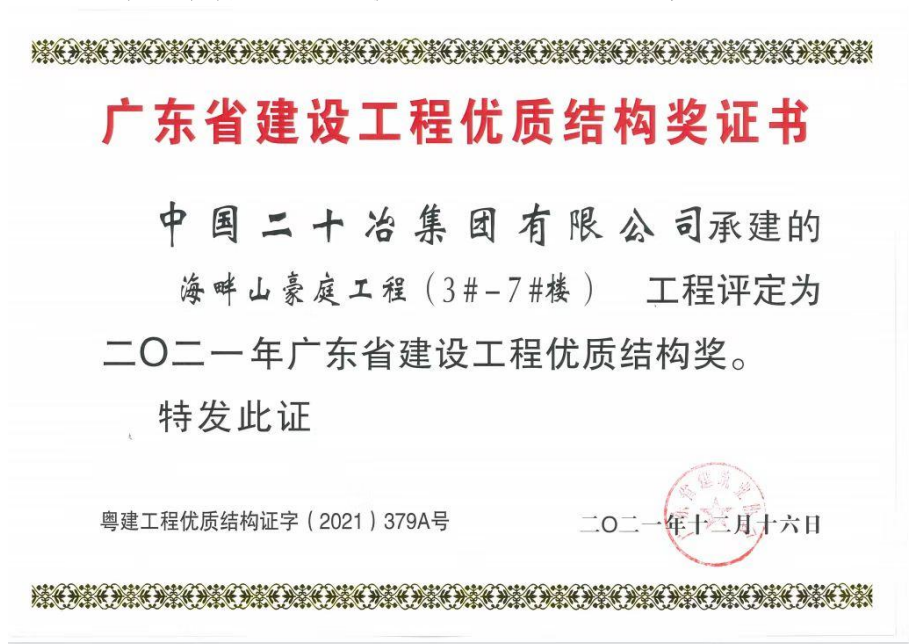 广东省建设工程优质结构奖证书
中国二十冶集团有限公司承建的
海畔山豪庭工程(3#-7#楼) 工程评定为
二〇二一年广东省建设工程优质结构奖。
特发此证
粤建工程优质结构证字(2021)379A号
二〇二一年十二月十六日